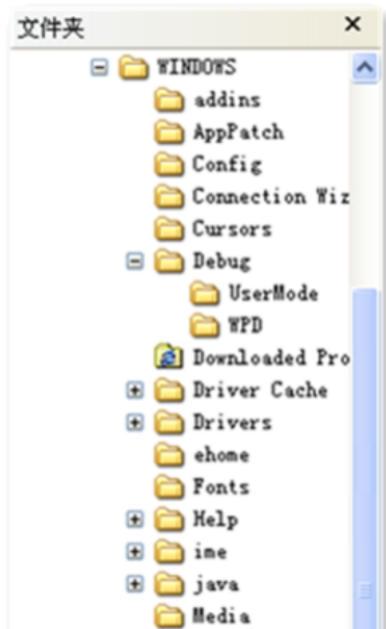 文件夹
WINDOWS
addins
AppPatch
Config
Connection Wiz
Cursors
Debug
UserMode
WPD
Downloaded Pro
Driver Cache
Drivers
ehome
Fonts
Help
ime
java
Media